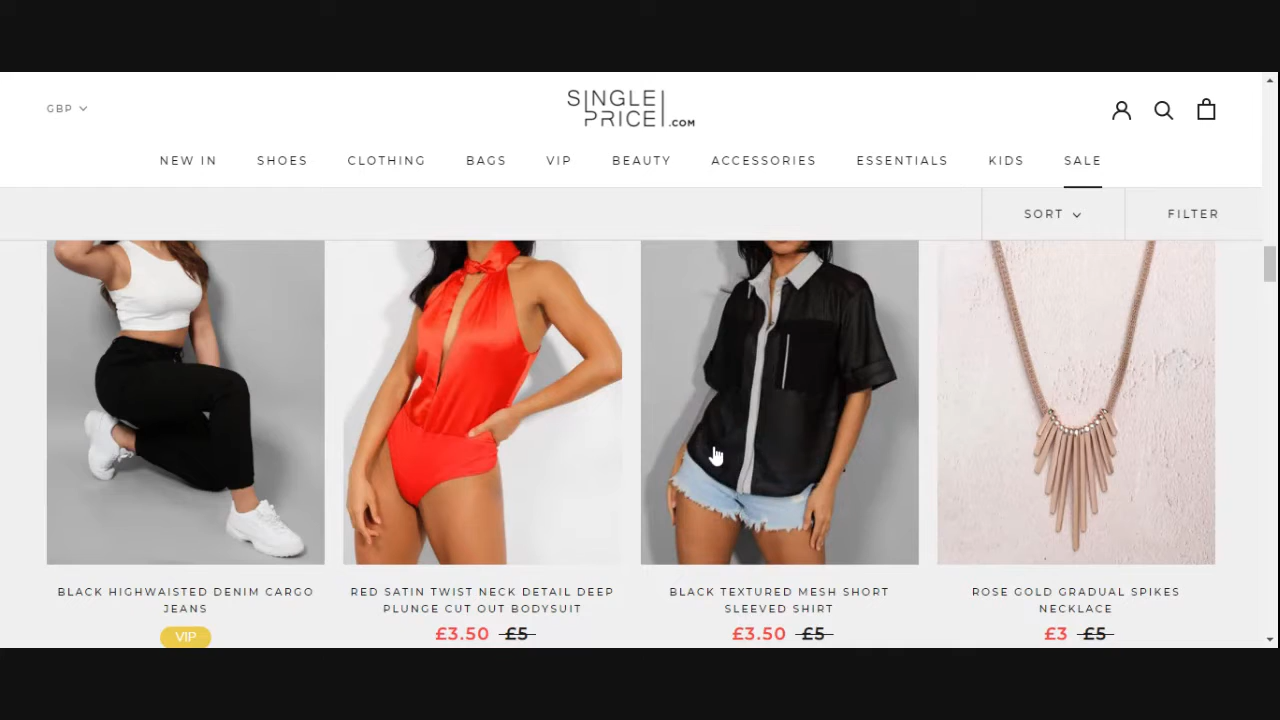 GBP
SINGLE
PRICE.COM
NEW IN SHOES CLOTHING BAGS VIP BEAUTY ACCESSORIES ESSENTIALS KIDS SALE
SORT FILTER
BLACK HIGHWAISTED DENIM CARGO
JEANS
VIP
RED SATIN TWIST NECK DETAIL DEEP
PLUNGE CUT OUT BODYSUIT
£3.50 £5
BLACK TEXTURED MESH SHORT
SLEEVED SHIRT
£3.50 £5
ROSE GOLD GRADUAL SPIKES
NECKLACE
£3 £5